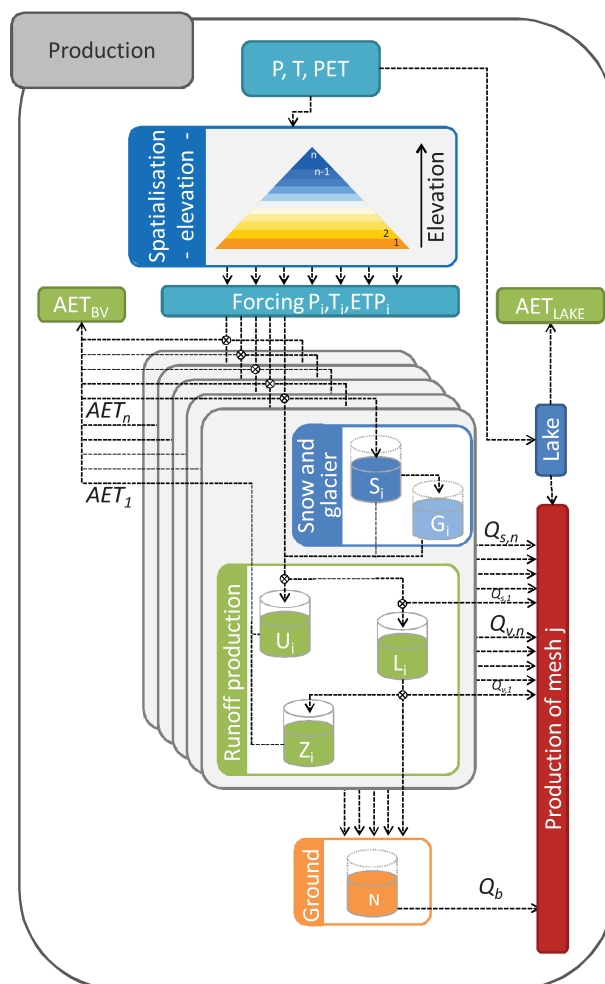 Production
P, T, PET
Spatialisation
- elevation -
n
n-1
2
1
Elevation
AET_BV
Forcing P_i,T_i,ETP_i
AET_LAKE
AET_n
AET_1
Lake
Snow and
glacier
S_i
G_i
Q_s,n
Q_s,1
Runoff production
U_i
L_i
Z_i
Q_v,n
Q_v,1
Production of mesh j
Ground
N
Q_b